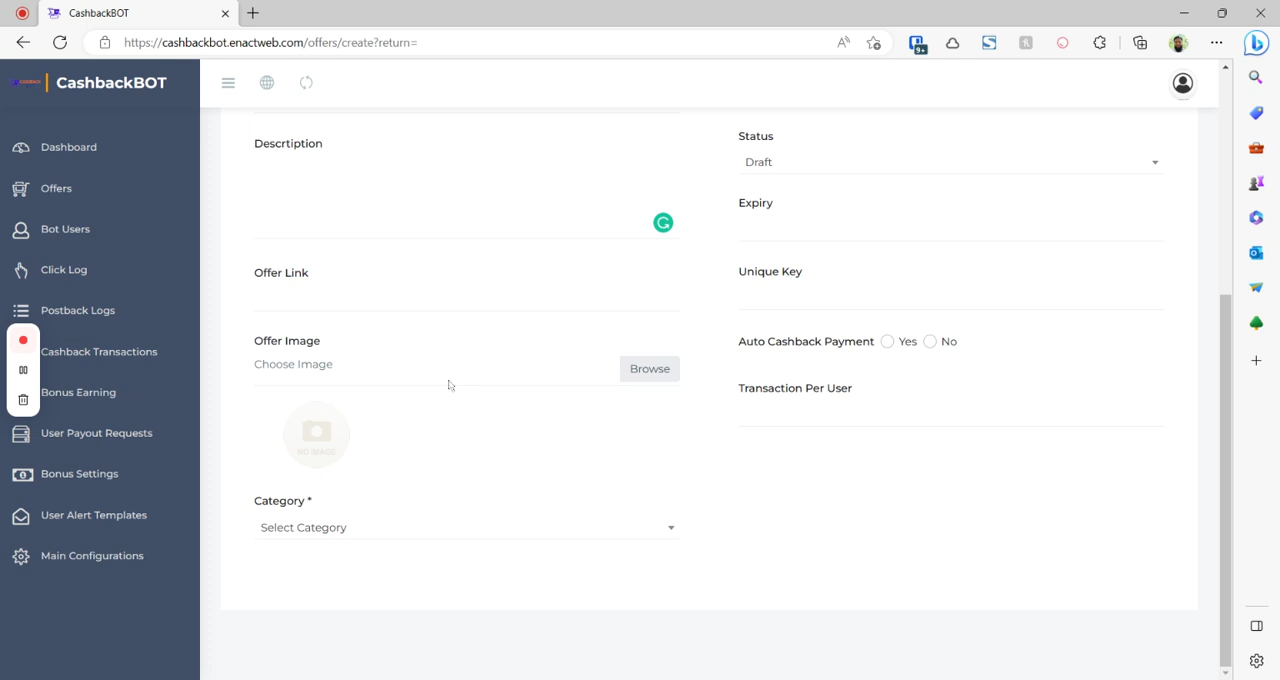 CashbackBOT
https://cashbackbot.enactweb.com/offers/create?return=
9+
CashbackBOT
Dashboard
Offers
Bot Users
Click Log
Postback Logs
Cashback Transactions
Bonus Earning
User Payout Requests
Bonus Settings
User Alert Templates
Main Configurations
Descrtiption
Offer Link
Offer Image
Choose Image
Browse
NO IMAGE
Category *
Select Category
Status
Draft
Expiry
Unique Key
Auto Cashback Payment Yes No
Transaction Per User